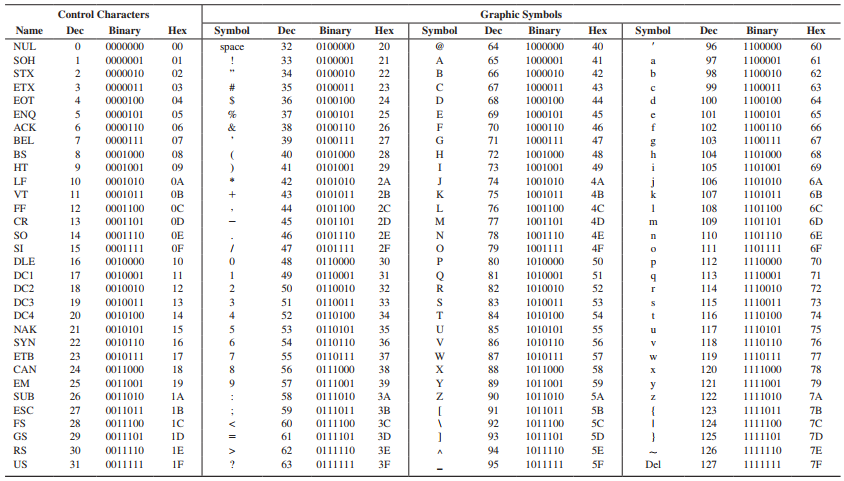 Control Characters Graphic Symbols
Name Dec Binary Hex Symbol Dec Binary Hex Symbol Dec Binary Hex Symbol Dec Binary Hex
NUL 0 0000000 00 space 32 0100000 20 @ 64 1000000 40 ′ 96 1100000 60
SOH 1 0000001 01 ! 33 0100001 21 A 65 1000001 41 a 97 1100001 61
STX 2 0000010 02 ” 34 0100010 22 B 66 1000010 42 b 98 1100010 62
ETX 3 0000011 03 # 35 0100011 23 C 67 1000011 43 c 99 1100011 63
EOT 4 0000100 04 $ 36 0100100 24 D 68 1000100 44 d 100 1100100 64
ENQ 5 0000101 05 % 37 0100101 25 E 69 1000101 45 e 101 1100101 65
ACK 6 0000110 06 & 38 0100110 26 F 70 1000110 46 f 102 1100110 66
BEL 7 0000111 07 ’ 39 0100111 27 G 71 1000111 47 g 103 1100111 67
BS 8 0001000 08 ( 40 0101000 28 H 72 1001000 48 h 104 1101000 68
HT 9 0001001 09 ) 41 0101001 29 I 73 1001001 49 i 105 1101001 69
LF 10 0001010 0A * 42 0101010 2A J 74 1001010 4A j 106 1101010 6A
VT 11 0001011 0B + 43 0101011 2B K 75 1001011 4B k 107 1101011 6B
FF 12 0001100 0C , 44 0101100 2C L 76 1001100 4C l 108 1101100 6C
CR 13 0001101 0D − 45 0101101 2D M 77 1001101 4D m 109 1101101 6D
SO 14 0001110 0E . 46 0101110 2E N 78 1001110 4E n 110 1101110 6E
SI 15 0001111 0F / 47 0101111 2F O 79 1001111 4F o 111 1101111 6F
DLE 16 0010000 10 0 48 0110000 30 P 80 1010000 50 p 112 1110000 70
DC1 17 0010001 11 1 49 0110001 31 Q 81 1010001 51 q 113 1110001 71
DC2 18 0010010 12 2 50 0110010 32 R 82 1010010 52 r 114 1110010 72
DC3 19 0010011 13 3 51 0110011 33 S 83 1010011 53 s 115 1110011 73
DC4 20 0010100 14 4 52 0110100 34 T 84 1010100 54 t 116 1110100 74
NAK 21 0010101 15 5 53 0110101 35 U 85 1010101 55 u 117 1110101 75
SYN 22 0010110 16 6 54 0110110 36 V 86 1010110 56 v 118 1110110 76
ETB 23 0010111 17 7 55 0110111 37 W 87 1010111 57 w 119 1110111 77
CAN 24 0011000 18 8 56 0111000 38 X 88 1011000 58 x 120 1111000 78
EM 25 0011001 19 9 57 0111001 39 Y 89 1011001 59 y 121 1111001 79
SUB 26 0011010 1A : 58 0111010 3A Z 90 1011010 5A z 122 1111010 7A
ESC 27 0011011 1B ; 59 0111011 3B [ 91 1011011 5B { 123 1111011 7B
FS 28 0011100 1C < 60 0111100 3C \ 92 1011100 5C | 124 1111100 7C
GS 29 0011101 1D = 61 0111101 3D ] 93 1011101 5D } 125 1111101 7D
RS 30 0011110 1E > 62 0111110 3E ^ 94 1011110 5E ~ 126 1111110 7E
US 31 0011111 1F ? 63 0111111 3F _ 95 1011111 5F Del 127 1111111 7F